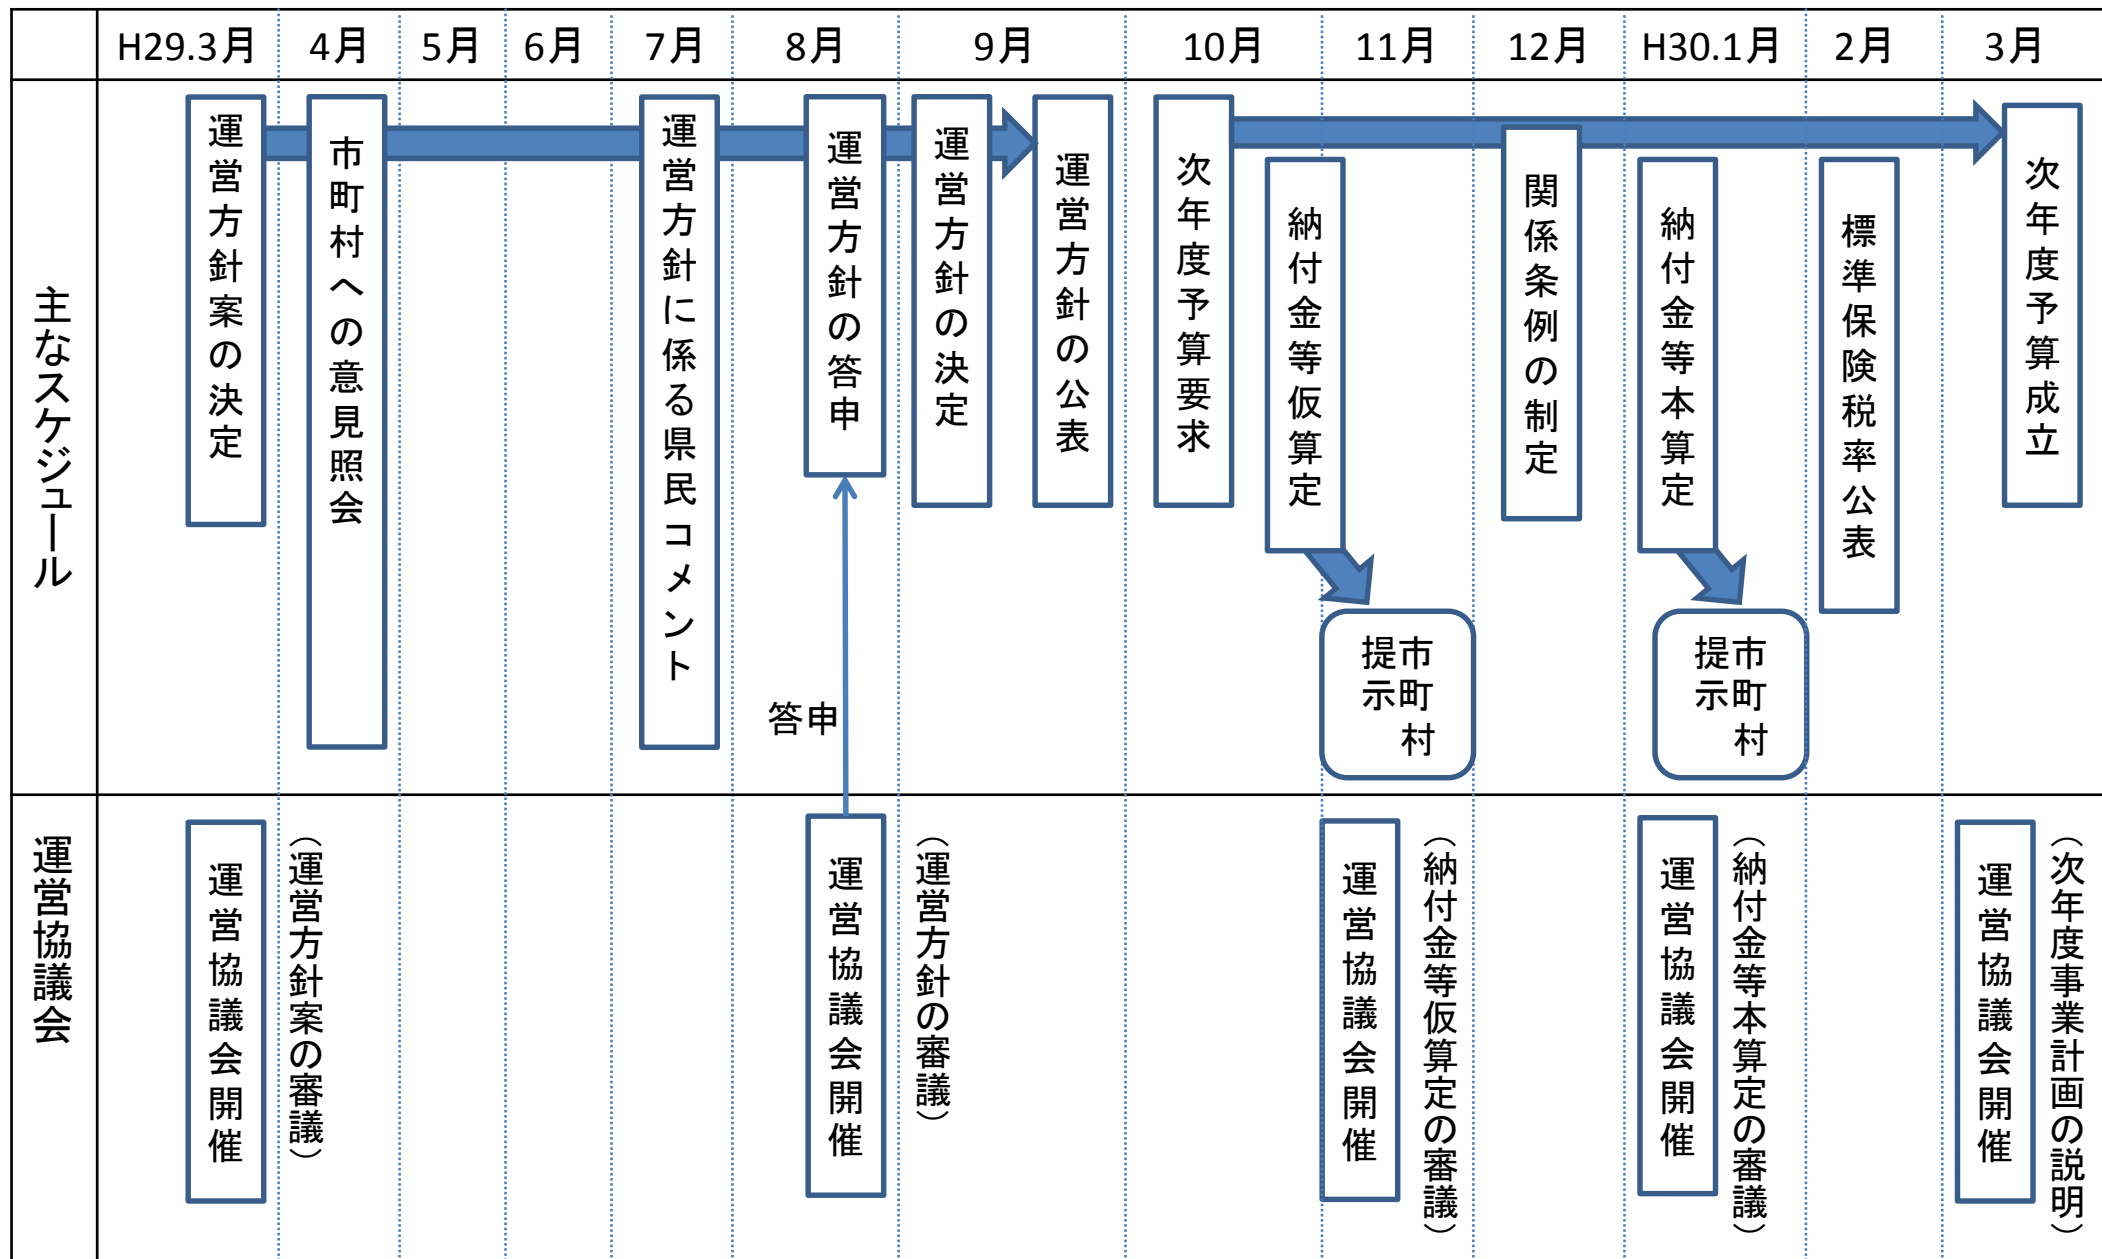 H29.3月
4月
5月
6月
7月
8月
9月
10月
11月
12月
H30.1月
2月
3月
主なスケジュール
運営方針案の決定
市町村への意見照会
運営方針に係る県民コメント
運営方針の答申
運営方針の決定
運営方針の公表
次年度予算要求
納付金等仮算定
関係条例の制定
納付金等本算定
標準保険税率公表
次年度予算成立
市町村
提示
市町村
提示
答申
運営協議会
運営協議会開催
（運営方針案の審議）
運営協議会開催
（運営方針の審議）
運営協議会開催
（納付金等仮算定の審議）
運営協議会開催
（納付金等本算定の審議）
運営協議会開催
（次年度事業計画の説明）